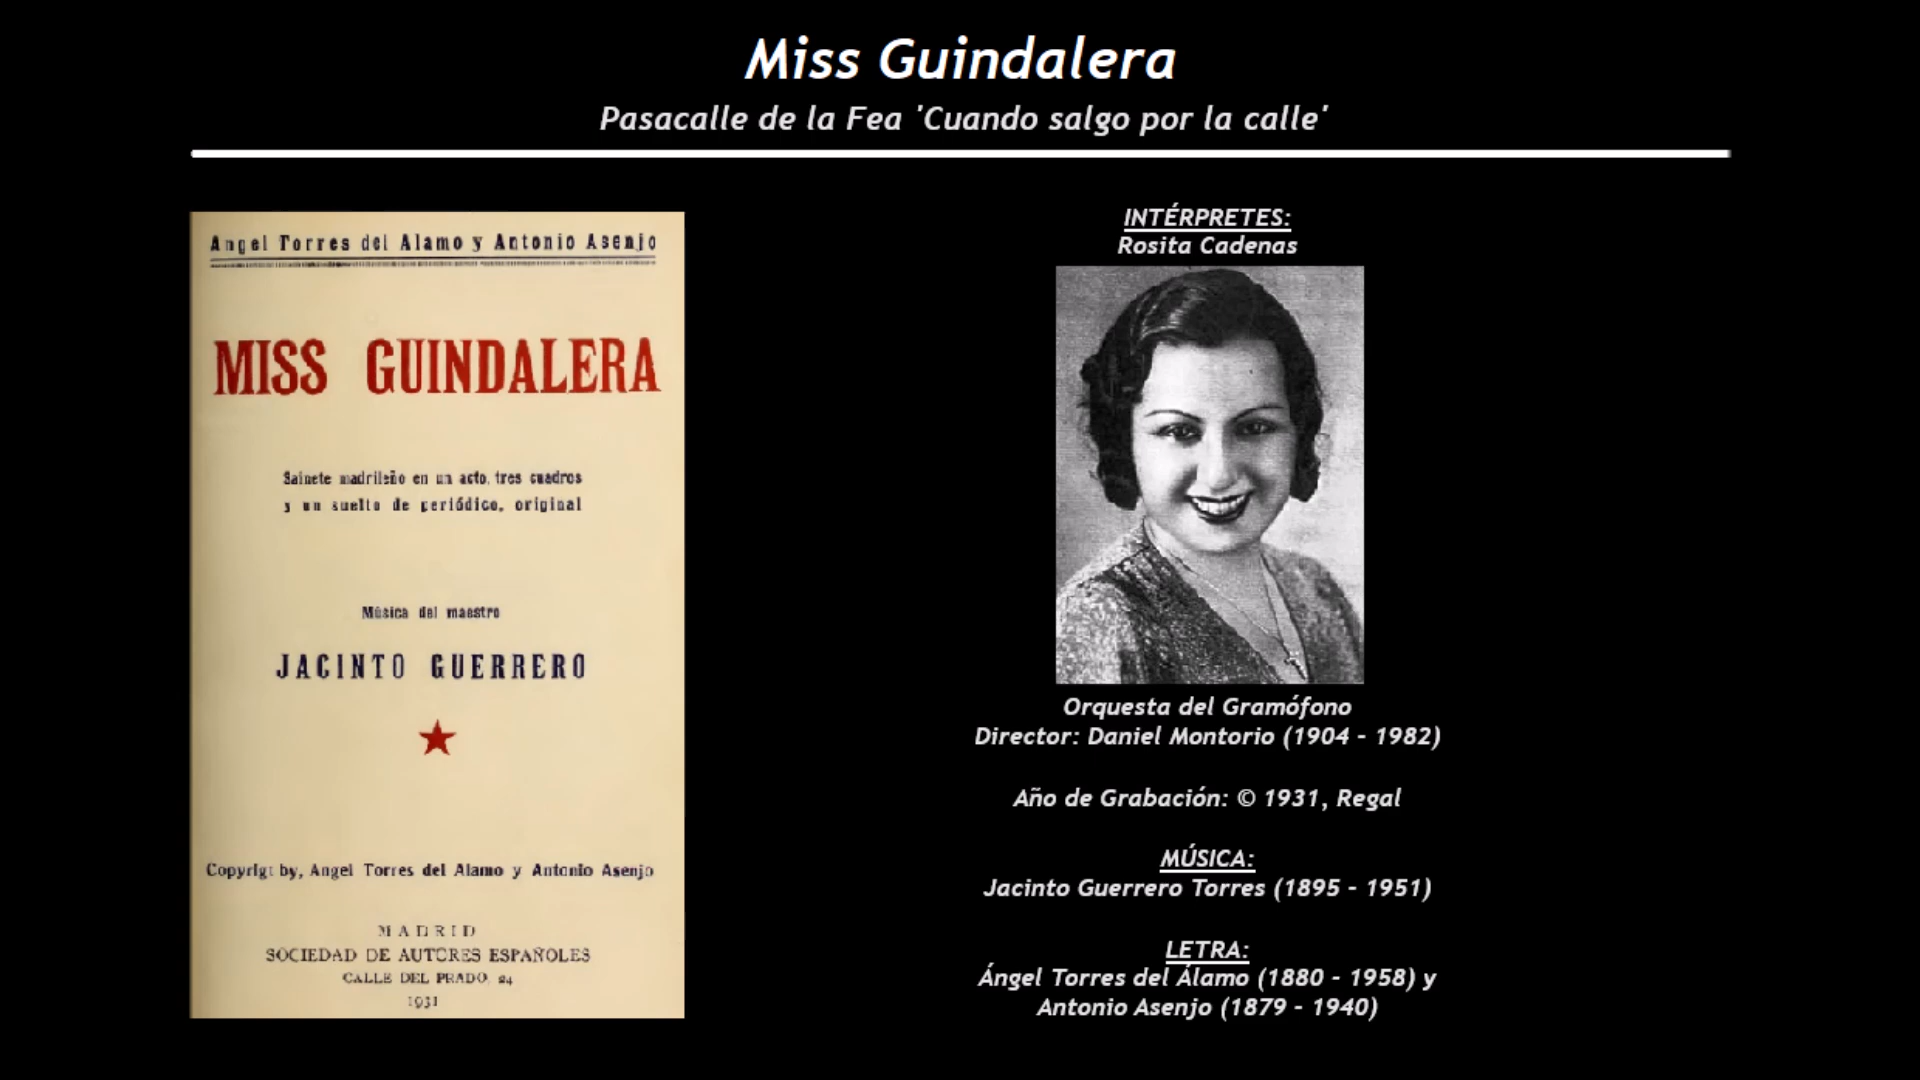 Miss Guindalera
Pasacalle de la Fea 'Cuando salgo por la calle'
Angel Torres del Alamo y Antonio Asenjo
MISS GUINDALERA
Sainete madrileño en un acto, tres cuadros
y un suelto de periódico, original
Música del maestro
JACINTO GUERRERO
Copyrigt by, Angel Torres del Alamo y Antonio Asenjo
MADRID
SOCIEDAD DE AUTORES ESPAÑOLES
CALLE DEL PRADO, 24
1931
INTÉRPRETES:
Rosita Cadenas
Orquesta del Gramófono
Director: Daniel Montorio (1904 - 1982)
Año de Grabación: © 1931, Regal
MÚSICA:
Jacinto Guerrero Torres (1895 - 1951)
LETRA:
Ángel Torres del Álamo (1880 - 1958) y
Antonio Asenjo (1879 - 1940)